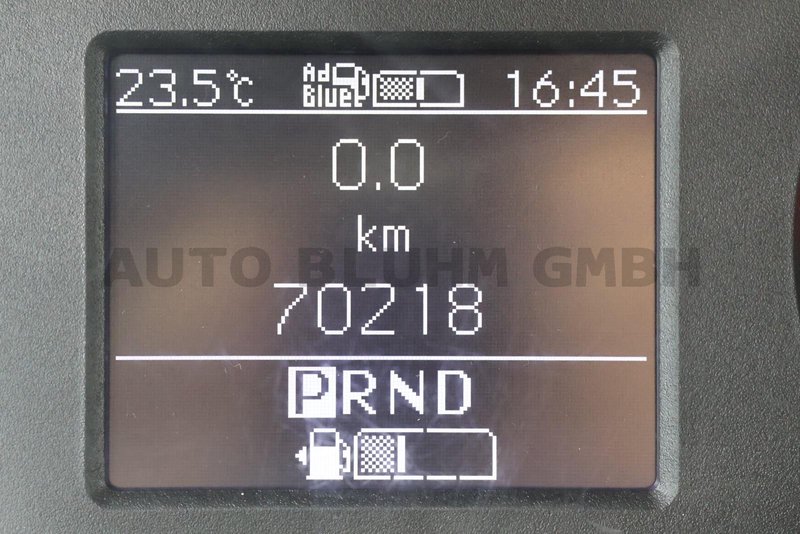 23.5°C Ad Blue 16:45
0.0
km
AUTO BLUHM GMBH
70218
PRND